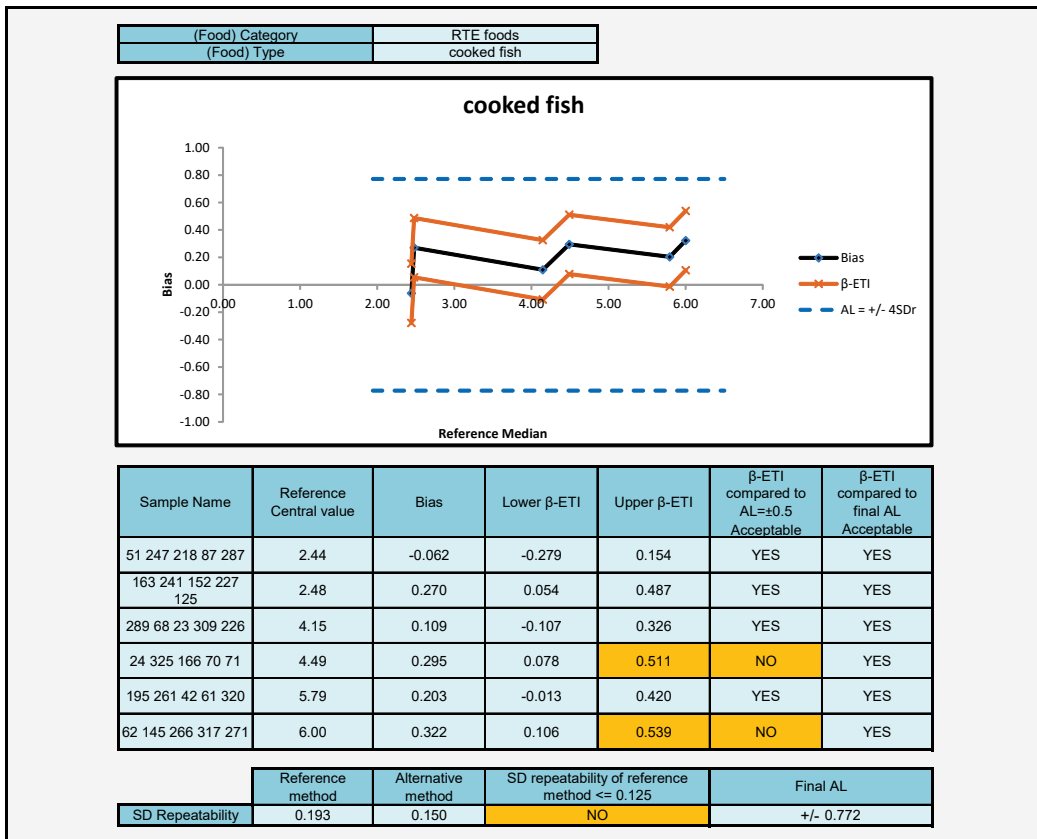 (Food) Category RTE foods
(Food) Type cooked fish
cooked fish
1.00
0.80
0.60
0.40
0.20
0.00
-0.20
-0.40
-0.60
-0.80
-1.00
Bias
0.00 1.00 2.00 3.00 4.00 5.00 6.00 7.00
Reference Median
Bias
β-ETI
AL = +/- 4SDr
Sample Name Reference Central value Bias Lower β-ETI Upper β-ETI β-ETI compared to AL=±0.5 Acceptable β-ETI compared to final AL Acceptable
51 247 218 87 287 2.44 -0.062 -0.279 0.154 YES YES
163 241 152 227 125 2.48 0.270 0.054 0.487 YES YES
289 68 23 309 226 4.15 0.109 -0.107 0.326 YES YES
24 325 166 70 71 4.49 0.295 0.078 0.511 NO YES
195 261 42 61 320 5.79 0.203 -0.013 0.420 YES YES
62 145 266 317 271 6.00 0.322 0.106 0.539 NO YES
Reference method Alternative method SD repeatability of reference method <= 0.125 Final AL
SD Repeatability 0.193 0.150 NO +/- 0.772